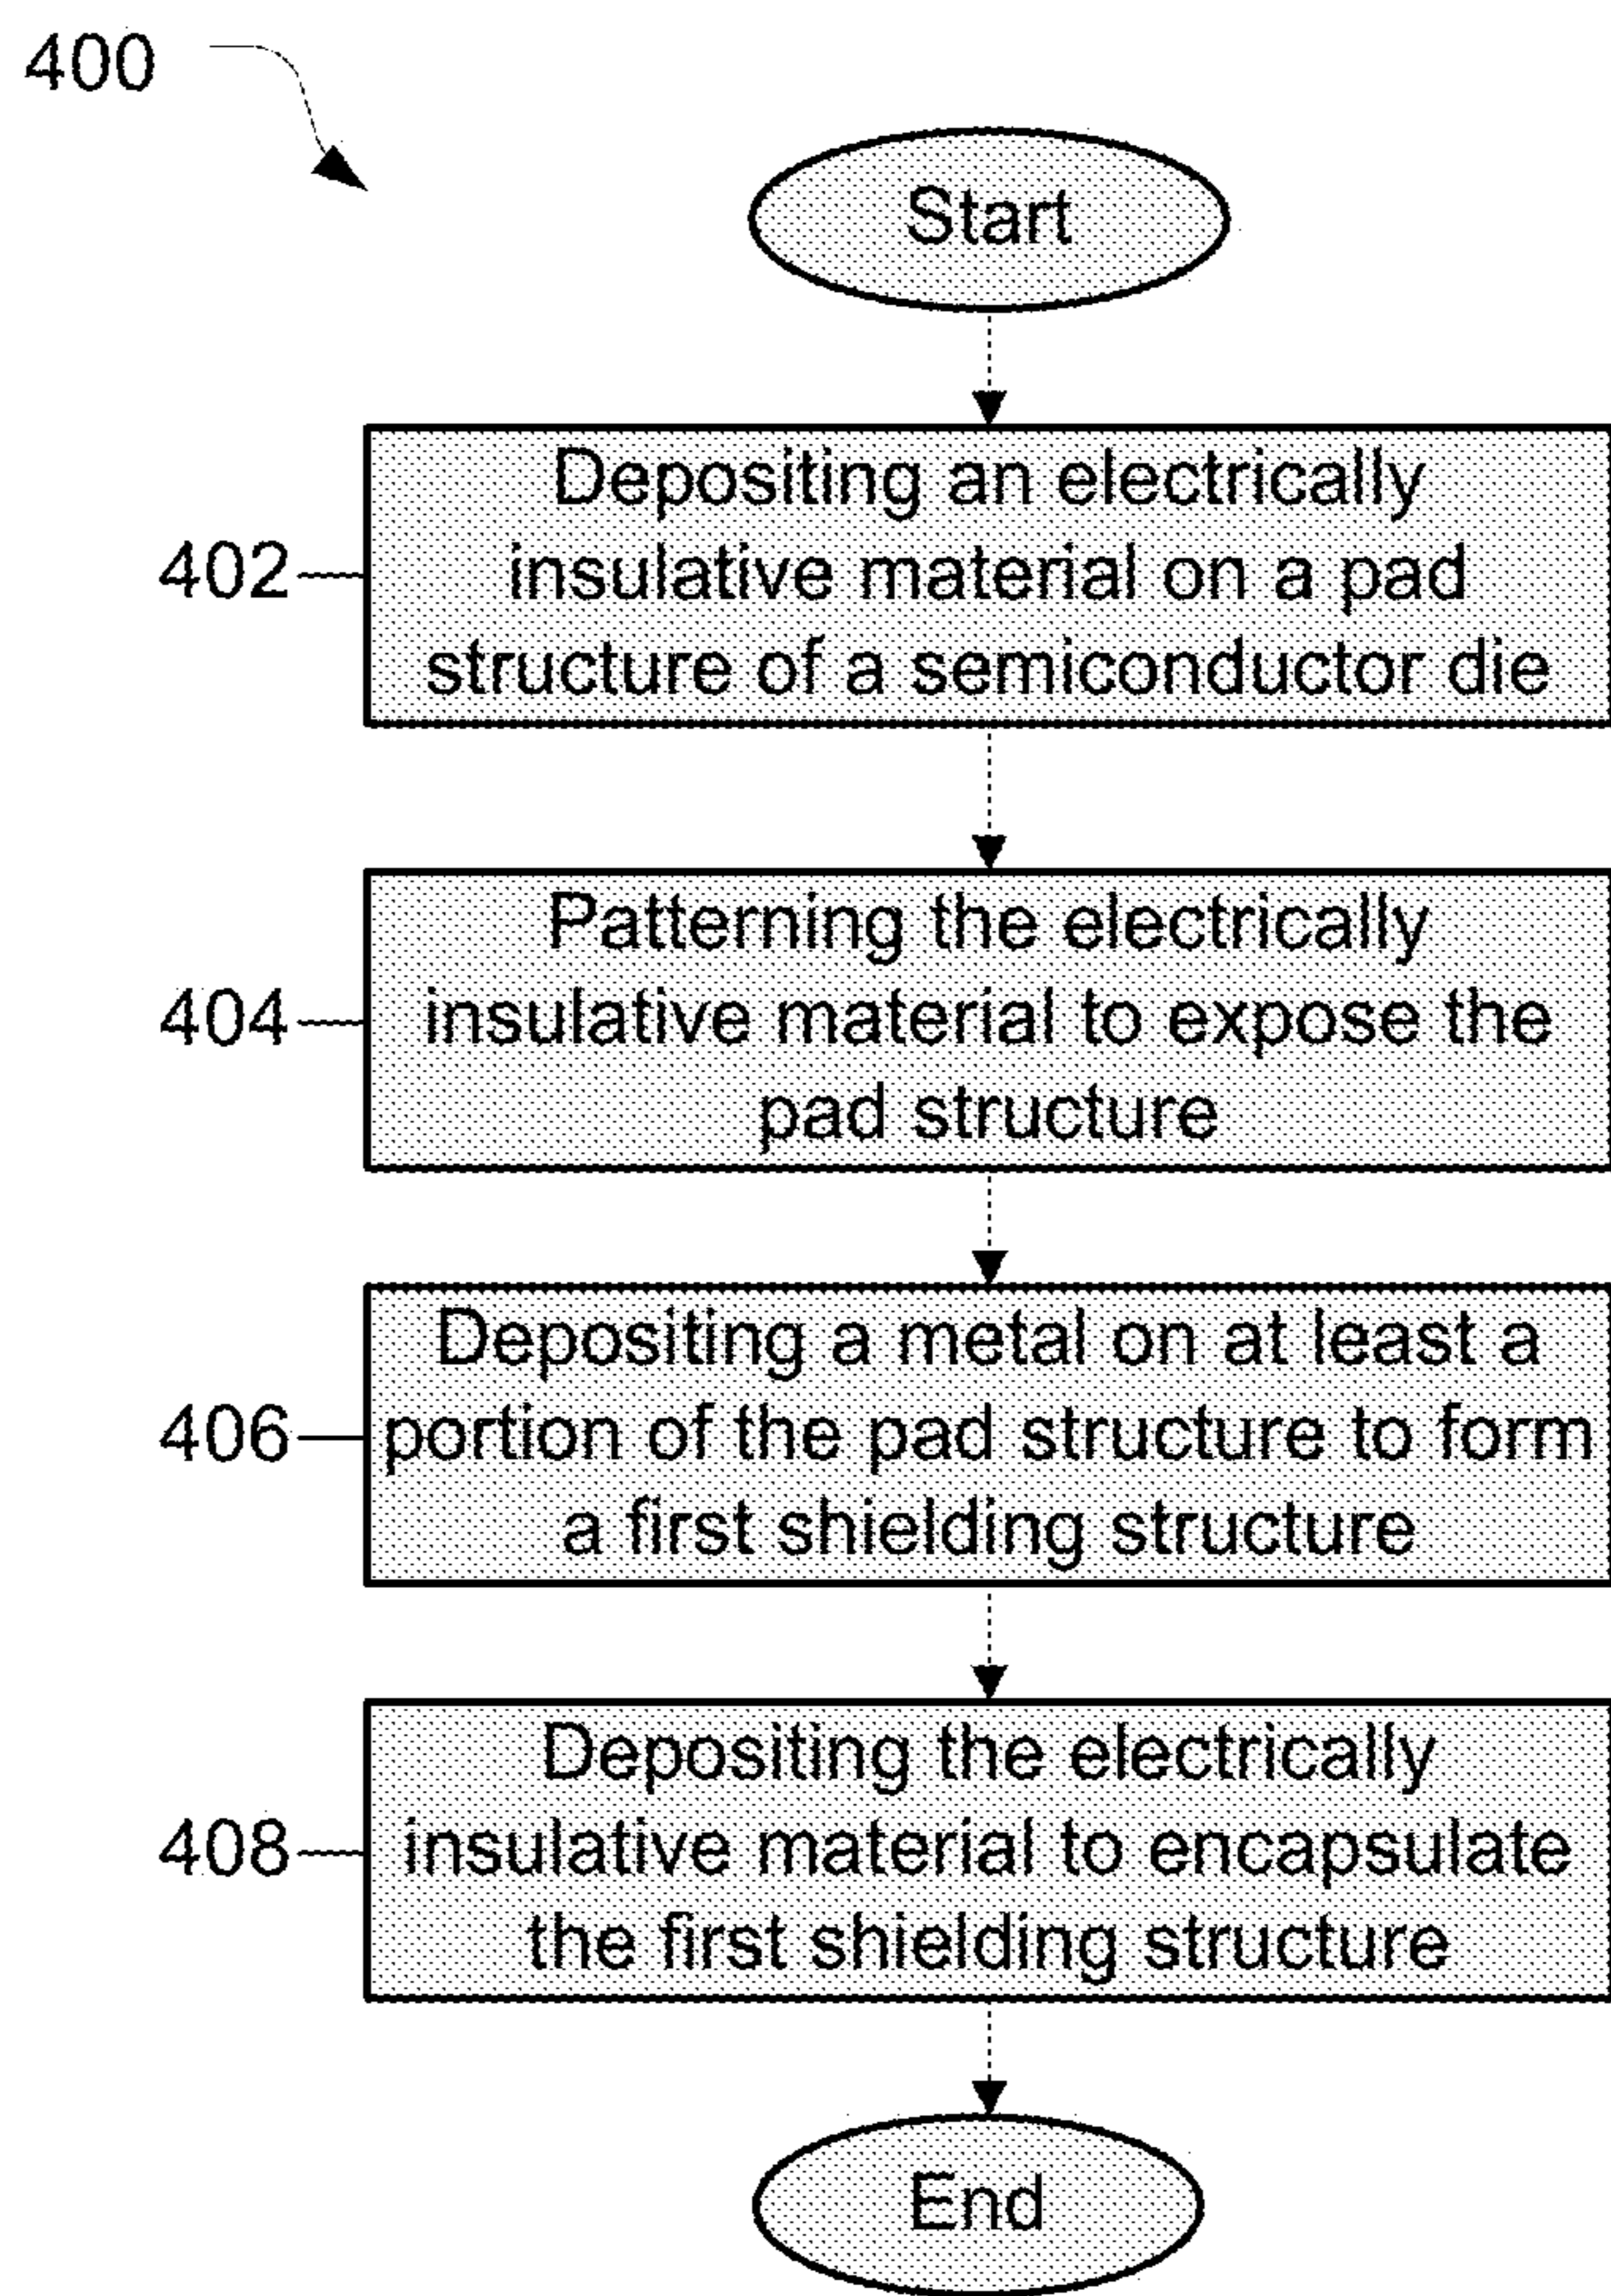 400
Start
402
Depositing an electrically
insulative material on a pad
structure of a semiconductor die
404
Patterning the electrically
insulative material to expose the
pad structure
406
Depositing a metal on at least a
portion of the pad structure to form
a first shielding structure
408
Depositing the electrically
insulative material to encapsulate
the first shielding structure
End